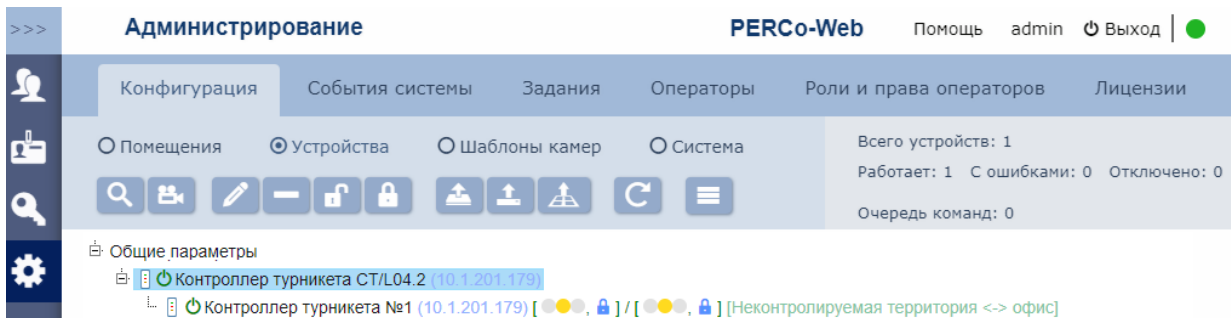 >>> Администрирование PERCo-Web Помощь admin Выход
Конфигурация События системы Задания Операторы Роли и права операторов Лицензии
Помещения Устройства Шаблоны камер Система
Всего устройств: 1
Работает: 1 С ошибками: 0 Отключено: 0
Очередь команд: 0
Общие параметры
Контроллер турникета CT/L04.2 (10.1.201.179)
Контроллер турникета №1 (10.1.201.179) [ , ] / [ , ] [Неконтролируемая территория <-> офис]